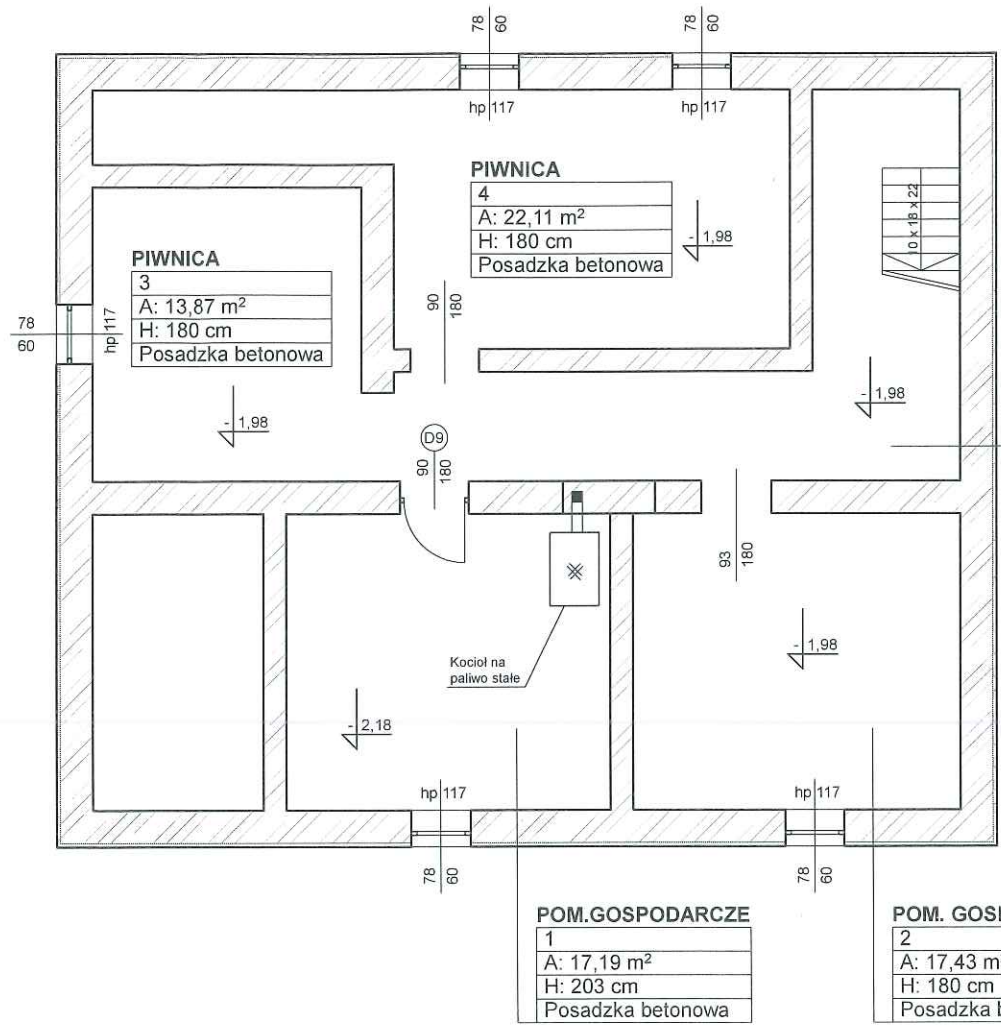 78 60
78 60
hp 117
hp 117
PIWNICA
4
A: 22,11 m²
H: 180 cm
Posadzka betonowa
- 1,98
10 x 18 x 22
PIWNICA
3
A: 13,87 m²
H: 180 cm
Posadzka betonowa
78
60
hp 117
90
180
- 1,98
- 1,98
D9
90
180
93
180
Kocioł na
paliwo stałe
- 1,98
- 2,18
hp 117
hp 117
78 60
78 60
POM.GOSPODARCZE
1
A: 17,19 m²
H: 203 cm
Posadzka betonowa
POM. GOSP
2
A: 17,43 m
H: 180 cm
Posadzka b